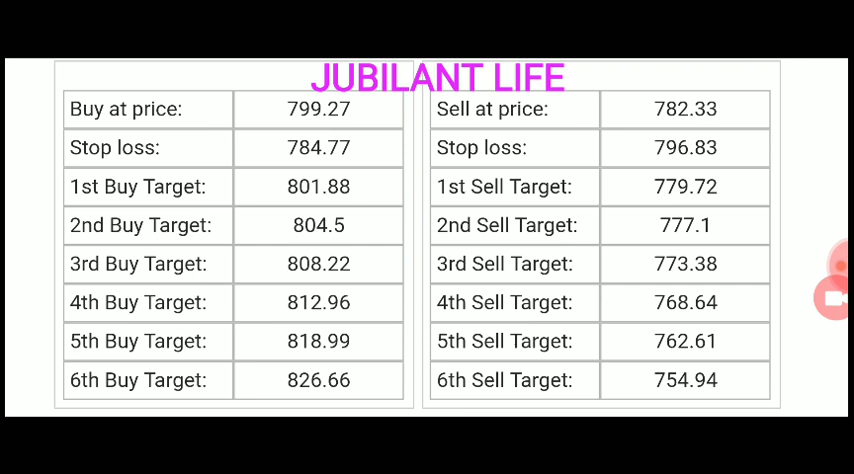 JUBILANT LIFE
Buy at price: 799.27
Stop loss: 784.77
1st Buy Target: 801.88
2nd Buy Target: 804.5
3rd Buy Target: 808.22
4th Buy Target: 812.96
5th Buy Target: 818.99
6th Buy Target: 826.66
Sell at price: 782.33
Stop loss: 796.83
1st Sell Target: 779.72
2nd Sell Target: 777.1
3rd Sell Target: 773.38
4th Sell Target: 768.64
5th Sell Target: 762.61
6th Sell Target: 754.94